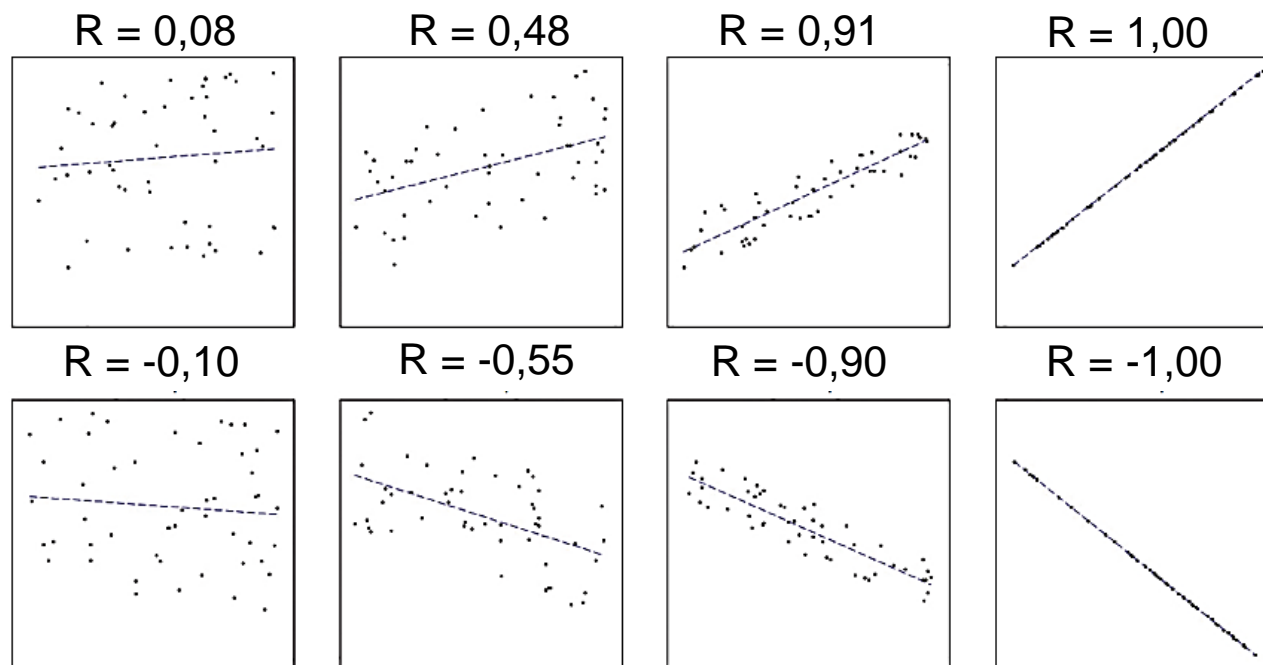 R = 0,08 R = 0,48 R = 0,91 R = 1,00
R = -0,10 R = -0,55 R = -0,90 R = -1,00